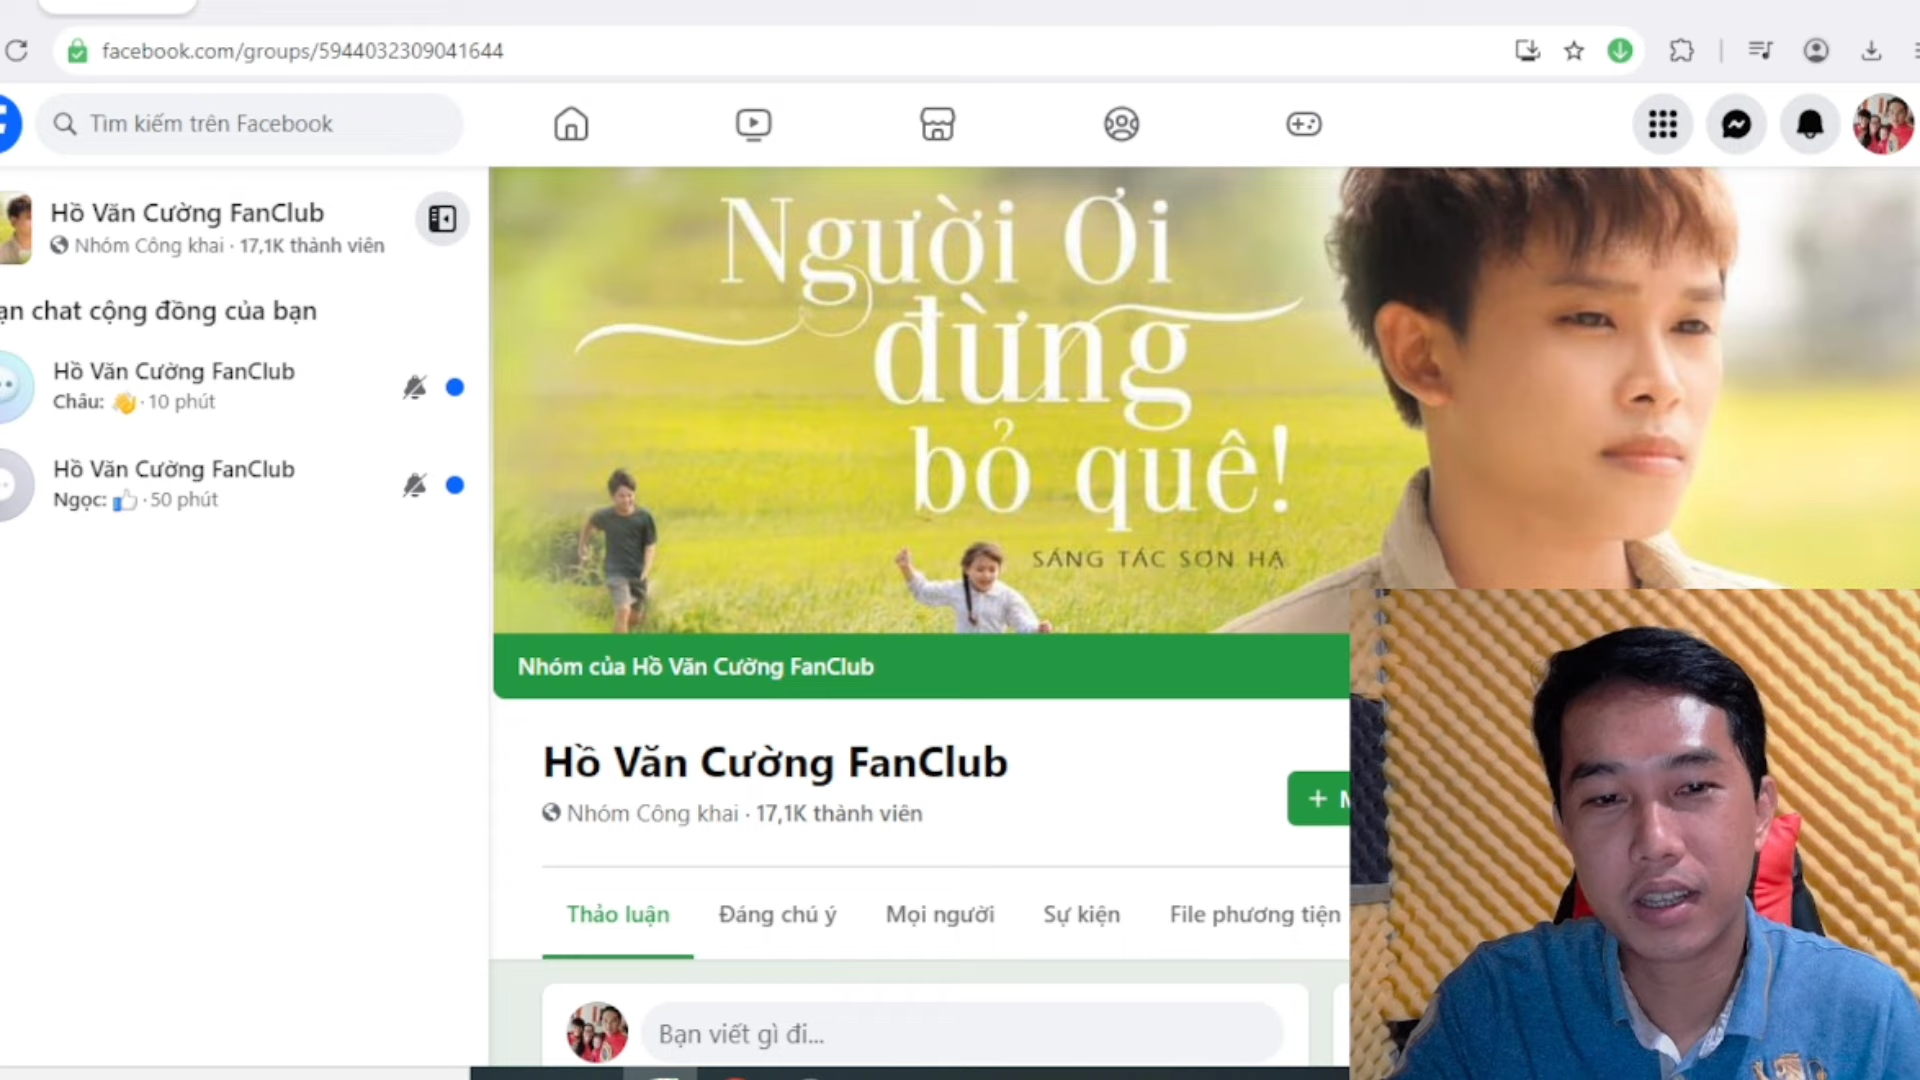 facebook.com/groups/5944032309041644
Tìm kiếm trên Facebook
Hồ Văn Cường FanClub
Nhóm Công khai · 17,1K thành viên
chat cộng đồng của bạn
Hồ Văn Cường FanClub
Châu: 👋 · 10 phút
Hồ Văn Cường FanClub
Ngọc: 👍 · 50 phút
Người Ơi
đừng
bỏ quê!
SÁNG TÁC SƠN HẠ
Nhóm của Hồ Văn Cường FanClub
Hồ Văn Cường FanClub
Nhóm Công khai · 17,1K thành viên
+
Thảo luận
Đáng chú ý
Mọi người
Sự kiện
File phương tiện
Bạn viết gì đi...